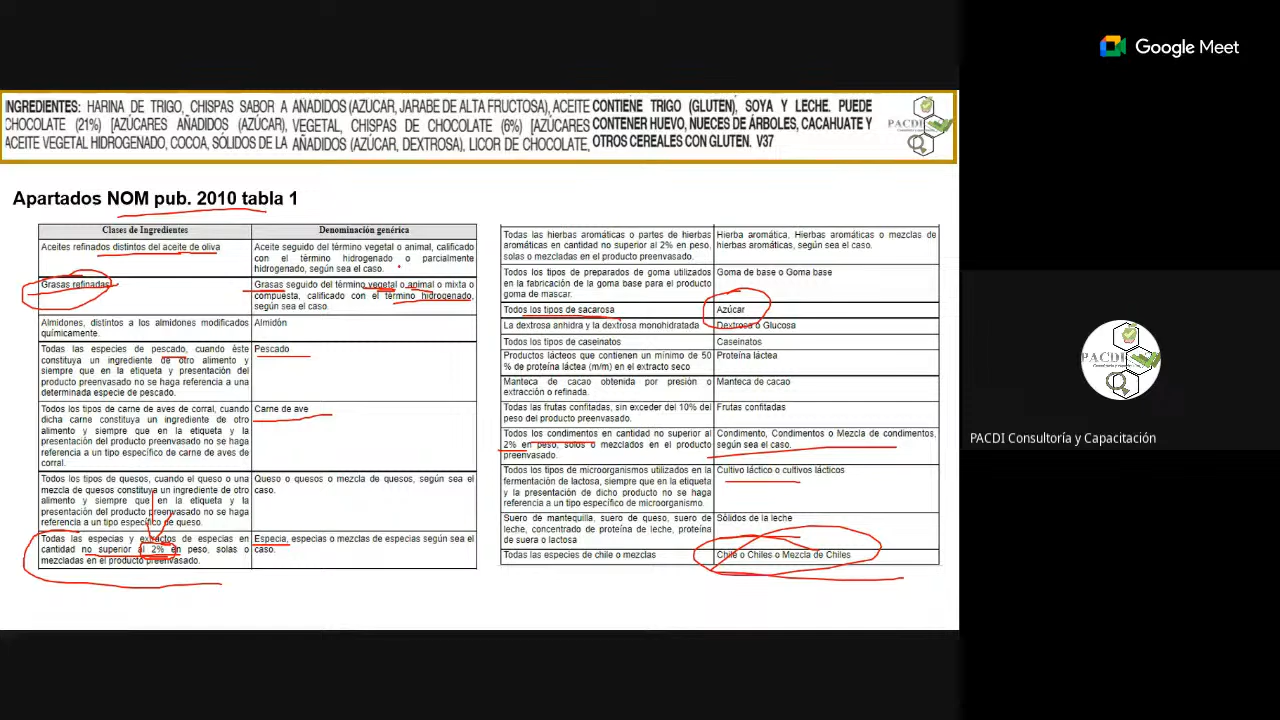 Google Meet
INGREDIENTES: HARINA DE TRIGO, CHISPAS SABOR A
CHOCOLATE (21%) [AZÚCARES AÑADIDOS (AZÚCAR),
ACEITE VEGETAL HIDROGENADO, COCOA, SÓLIDOS DE LA
AÑADIDOS (AZÚCAR, JARABE DE ALTA FRUCTOSA), ACEITE
VEGETAL, CHISPAS DE CHOCOLATE (6%) [AZÚCARES
AÑADIDOS (AZÚCAR, DEXTROSA), LICOR DE CHOCOLATE,
CONTIENE TRIGO (GLUTEN), SOYA Y LECHE. PUEDE
CONTENER HUEVO, NUECES DE ÁRBOLES, CACAHUATE Y
OTROS CEREALES CON GLUTEN. V37
PACDI
Apartados NOM pub. 2010 tabla 1
Clases de Ingredientes
Denominación genérica
Aceites refinados distintos del aceite de oliva
Aceite seguido del término vegetal o animal, calificado
con el término hidrogenado o parcialmente
hidrogenado, según sea el caso.
Grasas refinadas
Grasas seguido del término vegetal o animal o mixta o
compuesta, calificado con el término hidrogenado,
según sea el caso.
Almidones, distintos a los almidones modificados
químicamente.
Almidón
Todas las especies de pescado, cuando éste
constituya un ingrediente de otro alimento y
siempre que en la etiqueta y presentación del
producto preenvasado no se haga referencia a una
determinada especie de pescado.
Pescado
Todos los tipos de carne de aves de corral, cuando
dicha carne constituya un ingrediente de otro
alimento y siempre que en la etiqueta y la
presentación del producto preenvasado no se haga
referencia a un tipo específico de carne de aves de
corral.
Carne de ave
Todos los tipos de quesos, cuando el queso o una
mezcla de quesos constituya un ingrediente de otro
alimento y siempre que en la etiqueta y la
presentación del producto preenvasado no se haga
referencia a un tipo específico de queso.
Queso o quesos o mezcla de quesos, según sea el
caso.
Todas las especias y extractos de especias en
cantidad no superior al 2% en peso, solas o
mezcladas en el producto preenvasado.
Especia, especias o mezclas de especias según sea el
caso.
Todas las hierbas aromáticas o partes de hierbas
aromáticas en cantidad no superior al 2% en peso,
solas o mezcladas en el producto preenvasado.
Hierba aromática, Hierbas aromáticas o mezclas de
hierbas aromáticas, según sea el caso.
Todos los tipos de preparados de goma utilizados
en la fabricación de la goma base para el producto
goma de mascar.
Goma de base o Goma base
Todos los tipos de sacarosa
Azúcar
La dextrosa anhidra y la dextrosa monohidratada
Dextrosa o Glucosa
Todos los tipos de caseinatos
Caseinatos
Productos lácteos que contienen un mínimo de 50
% de proteína láctea (m/m) en el extracto seco
Proteína láctea
Manteca de cacao obtenida por presión o
extracción o refinada.
Manteca de cacao
Todas las frutas confitadas, sin exceder del 10% del
peso del producto preenvasado.
Frutas confitadas
Todos los condimentos en cantidad no superior al
2% en peso, solos o mezclados en el producto
preenvasado.
Condimento, Condimentos o Mezcla de condimentos,
según sea el caso.
Todos los tipos de microorganismos utilizados en la
fermentación de lactosa, siempre que en la etiqueta
y la presentación de dicho producto no se haga
referencia a un tipo específico de microorganismo.
Cultivo láctico o cultivos lácticos
Suero de mantequilla, suero de queso, suero de
leche, concentrado de proteína de leche, proteína
de suero o lactosa
Sólidos de la leche
Todas las especies de chile o mezclas
Chile o Chiles o Mezcla de Chiles
PACDI
PACDI Consultoría y Capacitación